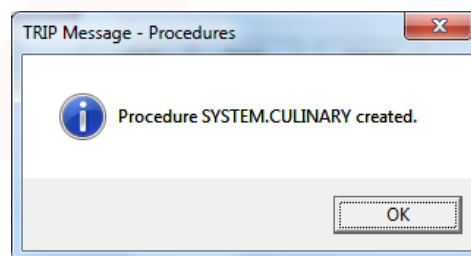 TRIP Message - Procedures
Procedure SYSTEM.CULINARY created.
OK